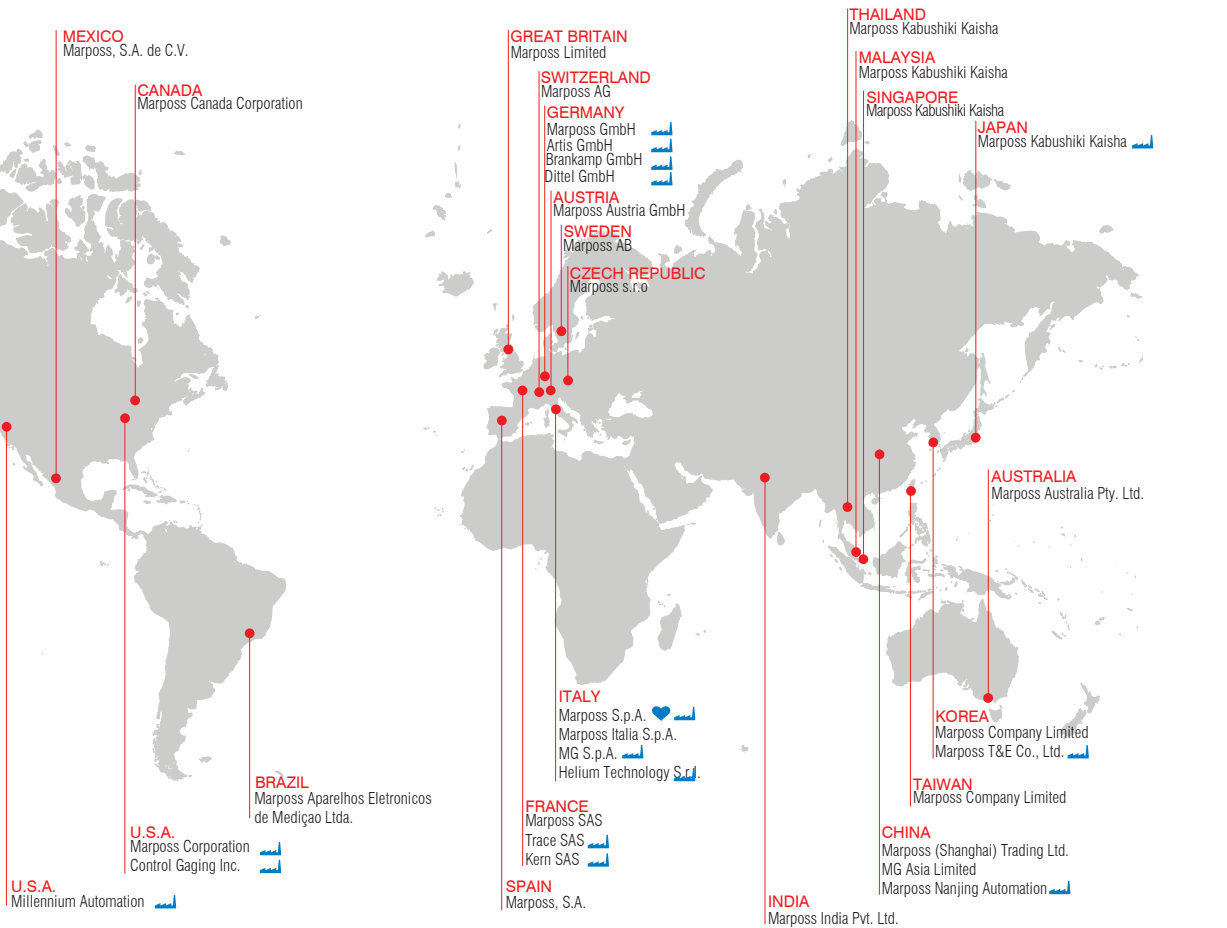 MEXICO
Marposs, S.A. de C.V.
CANADA
Marposs Canada Corporation
GREAT BRITAIN
Marposs Limited
SWITZERLAND
Marposs AG
GERMANY
Marposs GmbH
Artis GmbH
Brankamp GmbH
Dittel GmbH
AUSTRIA
Marposs Austria GmbH
SWEDEN
Marposs AB
CZECH REPUBLIC
Marposs s.r.o
THAILAND
Marposs Kabushiki Kaisha
MALAYSIA
Marposs Kabushiki Kaisha
SINGAPORE
Marposs Kabushiki Kaisha
JAPAN
Marposs Kabushiki Kaisha
AUSTRALIA
Marposs Australia Pty. Ltd.
KOREA
Marposs Company Limited
Marposs T&E Co., Ltd.
TAIWAN
Marposs Company Limited
CHINA
Marposs (Shanghai) Trading Ltd.
MG Asia Limited
Marposs Nanjing Automation
INDIA
Marposs India Pvt. Ltd.
ITALY
Marposs S.p.A.
Marposs Italia S.p.A.
MG S.p.A.
Helium Technology S.r.l.
FRANCE
Marposs SAS
Trace SAS
Kern SAS
SPAIN
Marposs, S.A.
BRAZIL
Marposs Aparelhos Eletronicos
de Mediçao Ltda.
U.S.A.
Marposs Corporation
Control Gaging Inc.
U.S.A.
Millennium Automation